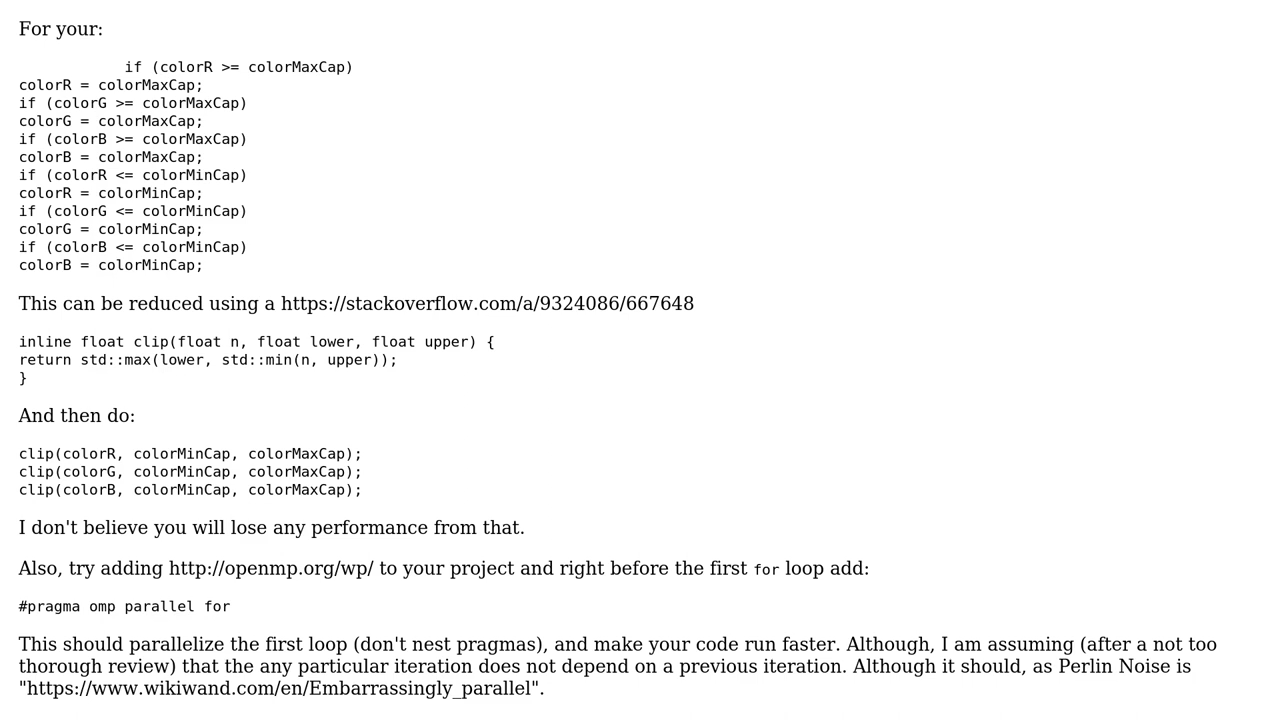 For your:
if (colorR >= colorMaxCap)
colorR = colorMaxCap;
if (colorG >= colorMaxCap)
colorG = colorMaxCap;
if (colorB >= colorMaxCap)
colorB = colorMaxCap;
if (colorR <= colorMinCap)
colorR = colorMinCap;
if (colorG <= colorMinCap)
colorG = colorMinCap;
if (colorB <= colorMinCap)
colorB = colorMinCap;
This can be reduced using a https://stackoverflow.com/a/9324086/667648
inline float clip(float n, float lower, float upper) {
return std::max(lower, std::min(n, upper));
}
And then do:
clip(colorR, colorMinCap, colorMaxCap);
clip(colorG, colorMinCap, colorMaxCap);
clip(colorB, colorMinCap, colorMaxCap);
I don't believe you will lose any performance from that.
Also, try adding http://openmp.org/wp/ to your project and right before the first for loop add:
#pragma omp parallel for
This should parallelize the first loop (don't nest pragmas), and make your code run faster. Although, I am assuming (after a not too
thorough review) that the any particular iteration does not depend on a previous iteration. Although it should, as Perlin Noise is
"https://www.wikiwand.com/en/Embarrassingly_parallel".